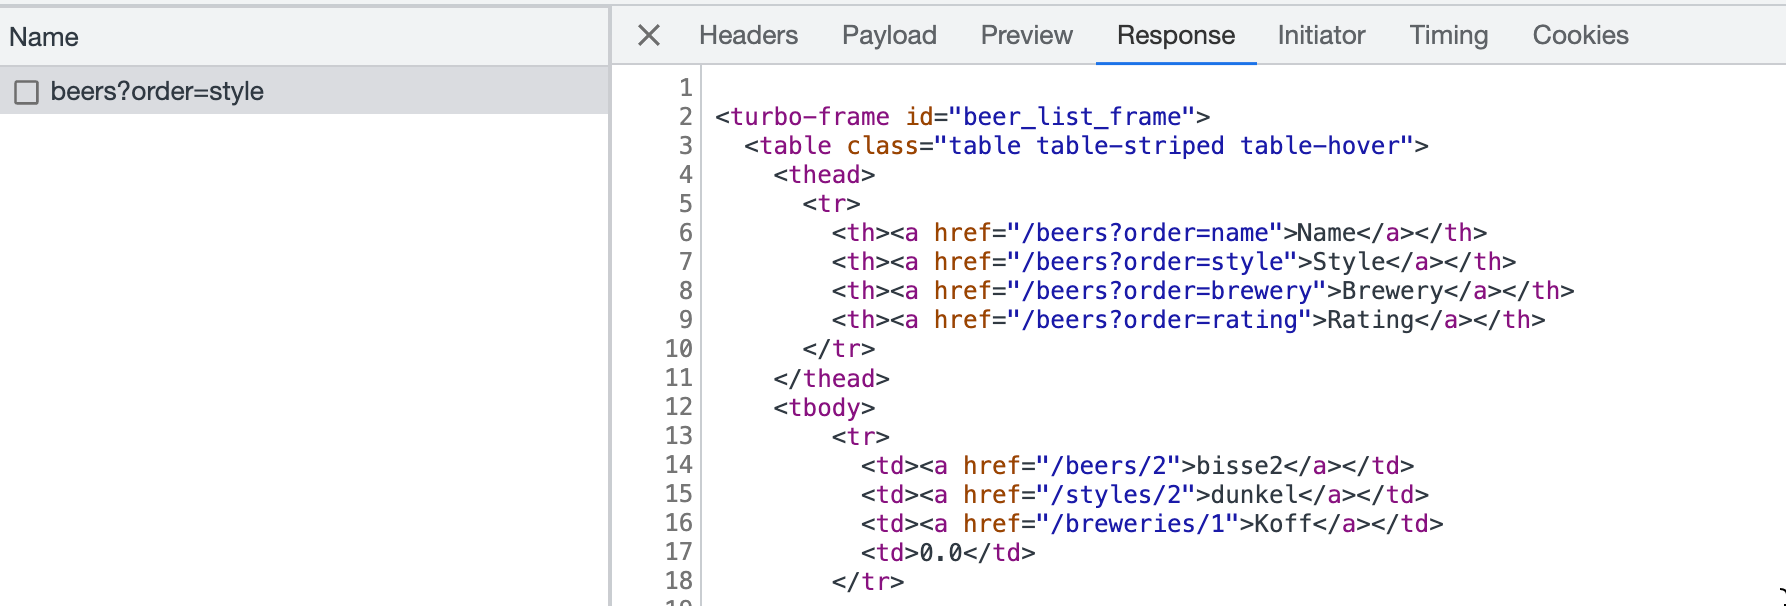 Name
beers?order=style
Headers Payload Preview Response Initiator Timing Cookies
1
2 <turbo-frame id="beer_list_frame">
3 <table class="table table-striped table-hover">
4 <thead>
5 <tr>
6 <th><a href="/beers?order=name">Name</a></th>
7 <th><a href="/beers?order=style">Style</a></th>
8 <th><a href="/beers?order=brewery">Brewery</a></th>
9 <th><a href="/beers?order=rating">Rating</a></th>
10 </tr>
11 </thead>
12 <tbody>
13 <tr>
14 <td><a href="/beers/2">bisse2</a></td>
15 <td><a href="/styles/2">dunkel</a></td>
16 <td><a href="/breweries/1">Koff</a></td>
17 <td>0.0</td>
18 </tr>